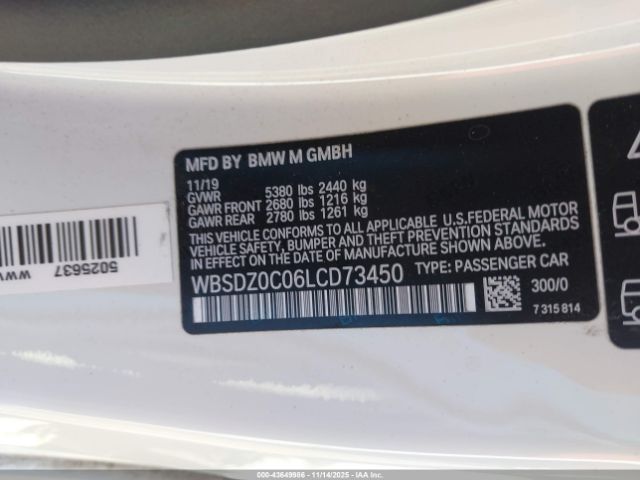 MFD BY BMW M GMBH
11/19
GVWR 5380 lbs 2440 kg
GAWR FRONT 2680 lbs 1216 kg
GAWR REAR 2780 lbs 1261 kg
THIS VEHICLE CONFORMS TO ALL APPLICABLE U.S.FEDERAL MOTOR
VEHICLE SAFETY, BUMPER AND THEFT PREVENTION STANDARDS
IN EFFECT ON THE DATE OF MANUFACTURE SHOWN ABOVE.
WBSDZ0C06LCD73450 TYPE: PASSENGER CAR
300/0
7 315 814
5025637
000-43649986 - 11/14/2025 - IAA Inc.